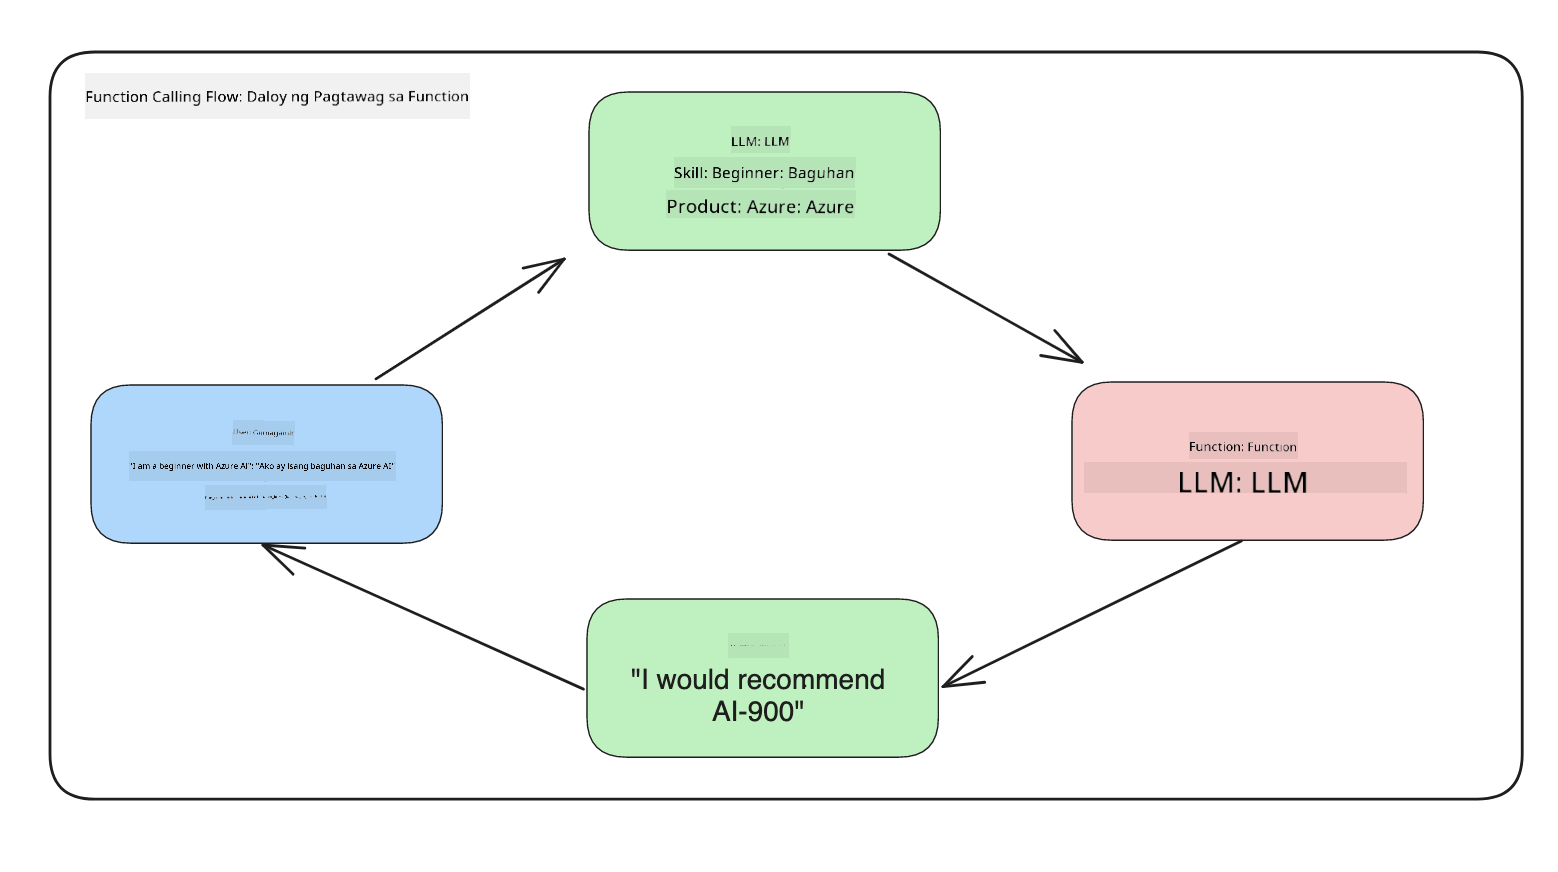 Function Calling Flow: Daloy ng Pagtawag sa Function
LLM: LLM
Skill: Beginner: Baguhan
Product: Azure: Azure
User: Gumagamit
"I am a beginner with Azure AI": "Ako ay isang baguhan sa Azure AI"
Function: Function
LLM: LLM
"I would recommend
AI-900"